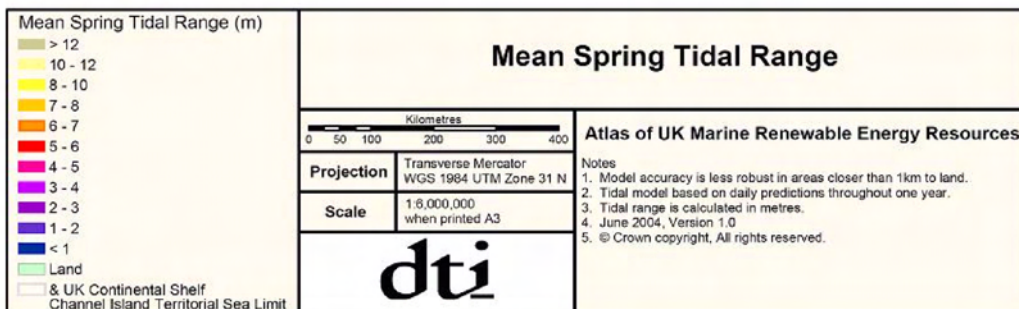 Mean Spring Tidal Range (m)
> 12
10 - 12
8 - 10
7 - 8
6 - 7
5 - 6
4 - 5
3 - 4
2 - 3
1 - 2
< 1
Land
& UK Continental Shelf
Channel Island Territorial Sea Limit
Mean Spring Tidal Range
Kilometres
0 50 100 200 300 400
Projection
Transverse Mercator
WGS 1984 UTM Zone 31 N
Scale
1:6,000,000
when printed A3
dti
Atlas of UK Marine Renewable Energy Resources
Notes
1. Model accuracy is less robust in areas closer than 1km to land.
2. Tidal model based on daily predictions throughout one year.
3. Tidal range is calculated in metres.
4. June 2004, Version 1.0
5. © Crown copyright, All rights reserved.